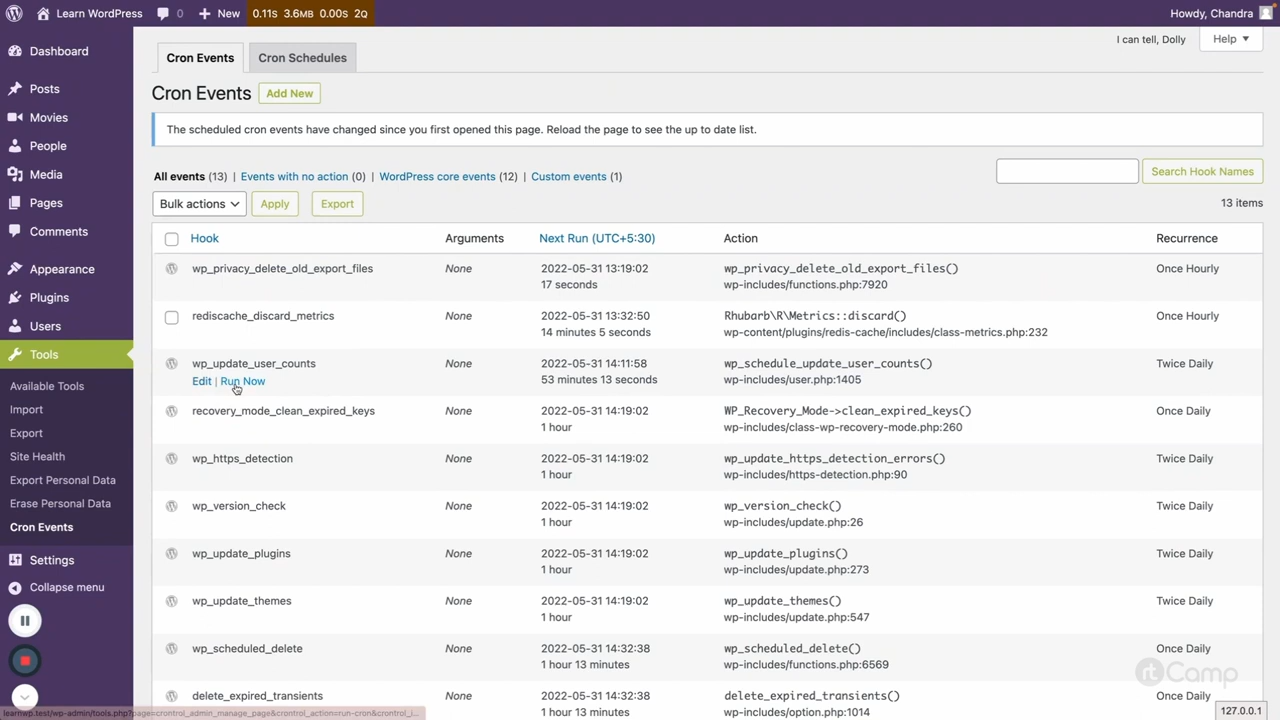 Learn WordPress 0 New 0.11s 3.6MB 0.00s 2Q Howdy, Chandra
I can tell, Dolly Help
Dashboard
Posts
Movies
People
Media
Pages
Comments
Appearance
Plugins
Users
Tools
Available Tools
Import
Export
Site Health
Export Personal Data
Erase Personal Data
Cron Events
Settings
Collapse menu
Cron Events Cron Schedules
Cron Events Add New
The scheduled cron events have changed since you first opened this page. Reload the page to see the up to date list.
All events (13) | Events with no action (0) | WordPress core events (12) | Custom events (1)
Search Hook Names
Bulk actions Apply Export 13 items
Hook Arguments Next Run (UTC+5:30) Action Recurrence
wp_privacy_delete_old_export_files None 2022-05-31 13:19:02 wp_privacy_delete_old_export_files() Once Hourly
17 seconds wp-includes/functions.php:7920
rediscache_discard_metrics None 2022-05-31 13:32:50 Rhubarb\R\Metrics::discard() Once Hourly
14 minutes 5 seconds wp-content/plugins/redis-cache/includes/class-metrics.php:232
wp_update_user_counts None 2022-05-31 14:11:58 wp_schedule_update_user_counts() Twice Daily
Edit | Run Now 53 minutes 13 seconds wp-includes/user.php:1405
recovery_mode_clean_expired_keys None 2022-05-31 14:19:02 WP_Recovery_Mode->clean_expired_keys() Once Daily
1 hour wp-includes/class-wp-recovery-mode.php:260
wp_https_detection None 2022-05-31 14:19:02 wp_update_https_detection_errors() Twice Daily
1 hour wp-includes/https-detection.php:90
wp_version_check None 2022-05-31 14:19:02 wp_version_check() Twice Daily
1 hour wp-includes/update.php:26
wp_update_plugins None 2022-05-31 14:19:02 wp_update_plugins() Twice Daily
1 hour wp-includes/update.php:273
wp_update_themes None 2022-05-31 14:19:02 wp_update_themes() Twice Daily
1 hour wp-includes/update.php:547
wp_scheduled_delete None 2022-05-31 14:32:38 wp_scheduled_delete() Once Daily
1 hour 13 minutes wp-includes/functions.php:6569
delete_expired_transients None 2022-05-31 14:32:38 delete_expired_transients() Once Daily
1 hour 13 minutes wp-includes/option.php:1014
rtComp
learnwp.test/wp-admin/tools.php?page=crontrol_admin_manage_page&crontrol_action=run-cron&crontrol_i...
127.0.0.1